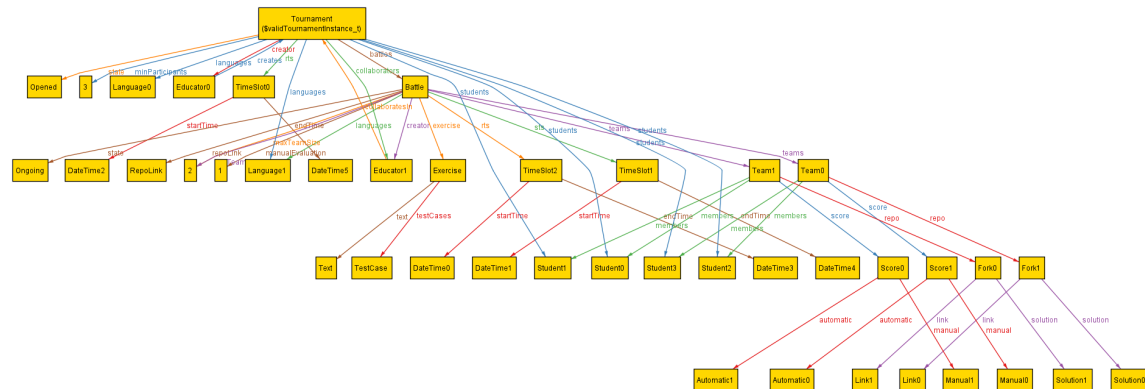 Tournament
($validTournamentInstance_t)
creator
rts
battles
state
minParticipants
languages
creates
collaborators
students
Opened
3
Language0
Educator0
TimeSlot0
Battle
languages
collaboratesIn
students
students
students
startTime
endTime
languages
creator
exercise
rts
sts
teams
teams
state
repoLink
maxTeamSize
manualEvaluation
Ongoing
DateTime2
RepoLink
2
1
Language1
DateTime5
Educator1
Exercise
TimeSlot2
TimeSlot1
Team1
Team0
score
score
text
testCases
startTime
startTime
endTime
endTime
members
members
members
members
repo
repo
Text
TestCase
DateTime0
DateTime1
Student1
Student0
Student3
Student2
DateTime3
DateTime4
Score0
Score1
Fork0
Fork1
automatic
automatic
link
manual
link
manual
solution
solution
Automatic1
Automatic0
Link1
Link0
Manual1
Manual0
Solution1
Solution0